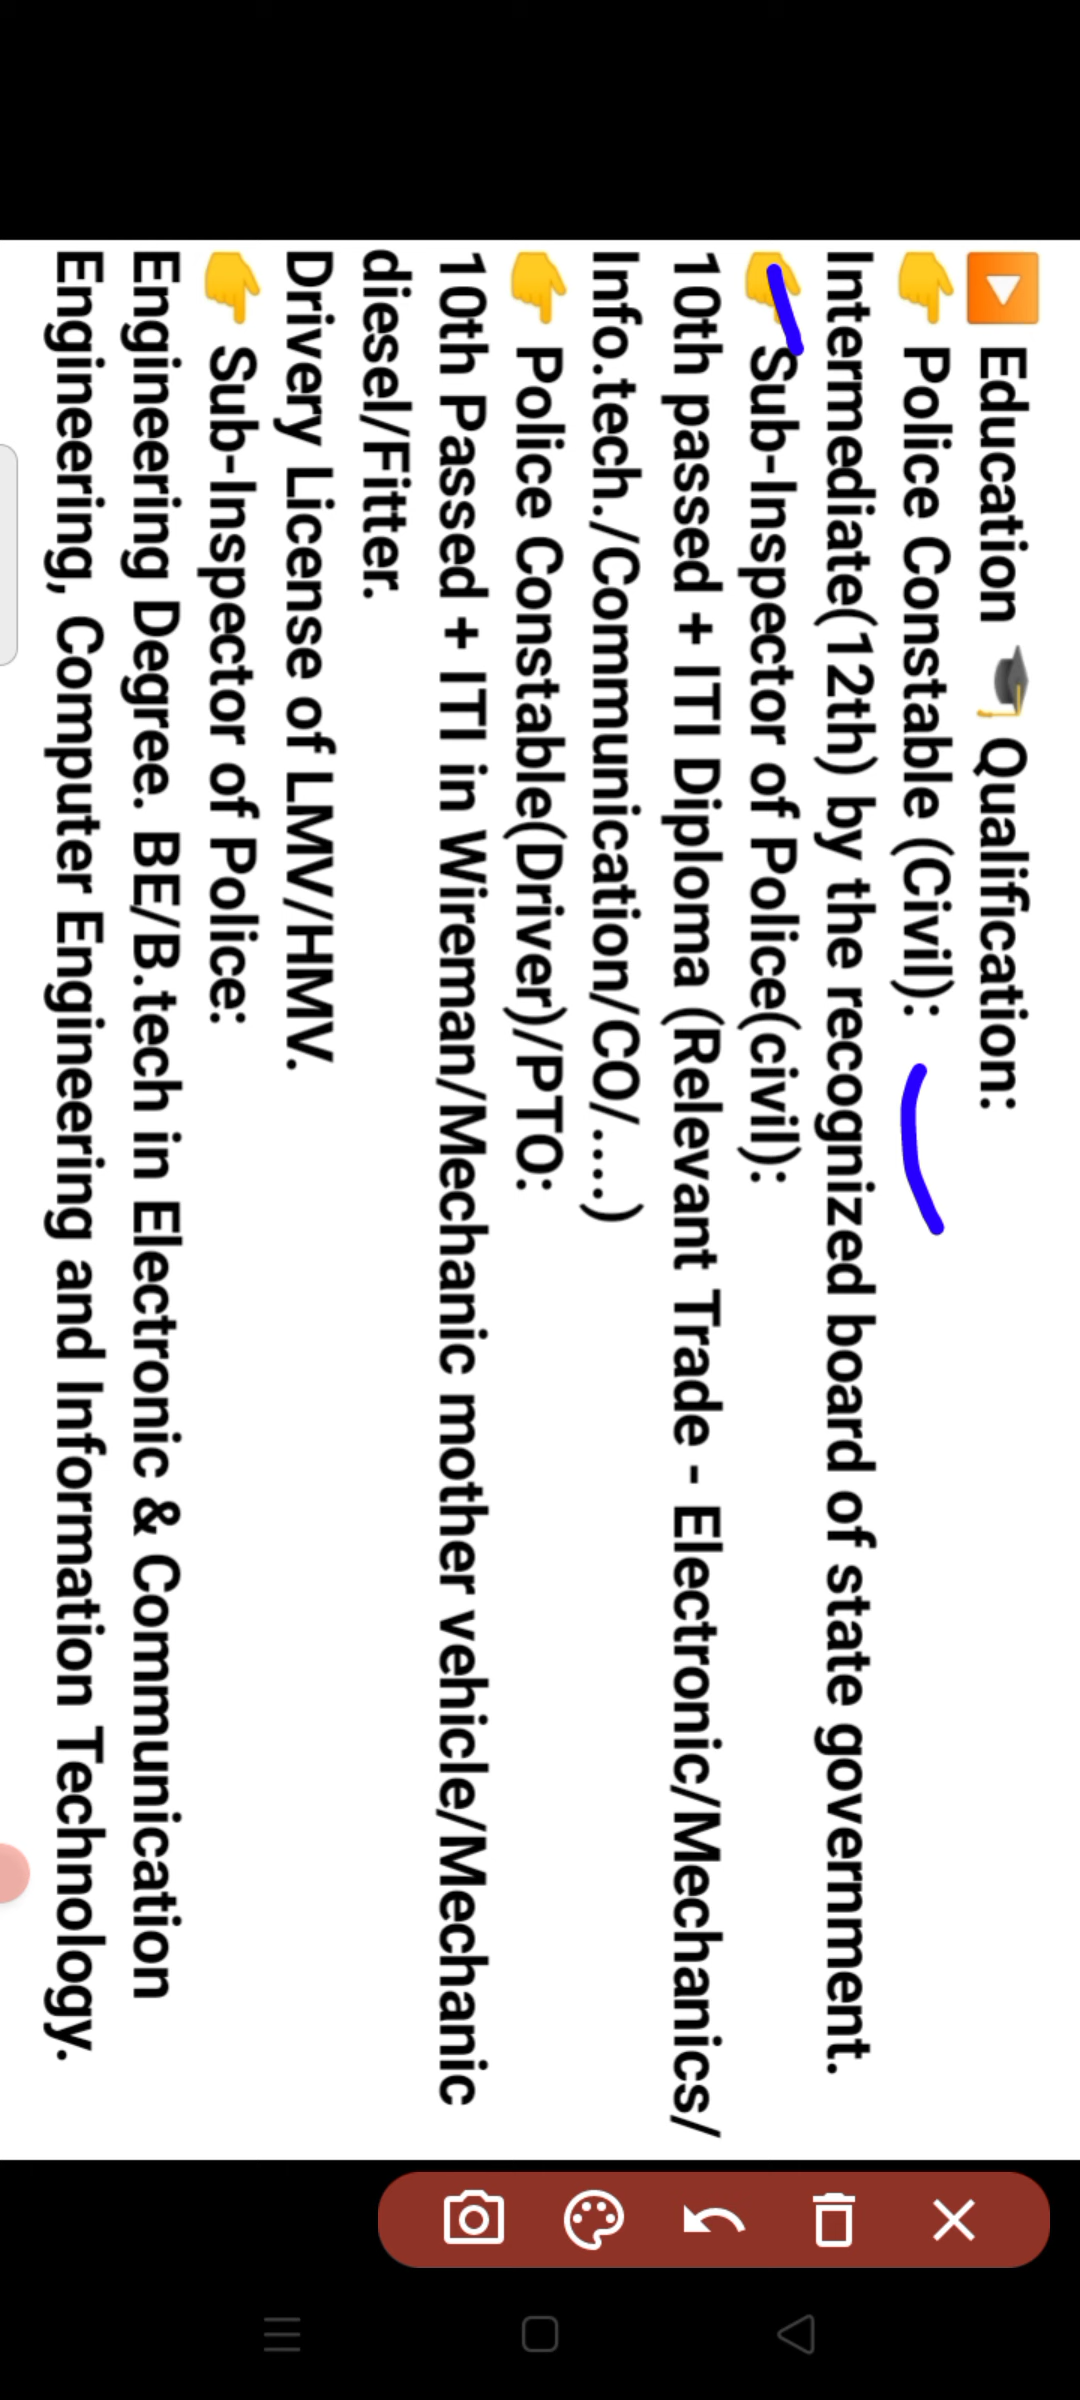 ▶️ Education 🎓 Qualification:
👉 Police Constable (Civil):
Intermediate(12th) by the recognized board of state government.
👉 Sub-Inspector of Police(civil):
10th passed + ITI Diploma (Relevant Trade - Electronic/Mechanics/
Info.tech./Communication/CO/....)
👉 Police Constable(Driver)/PTO:
10th Passed + ITI in Wireman/Mechanic mother vehicle/Mechanic
diesel/Fitter.
Drivery License of LMV/HMV.
👉 Sub-Inspector of Police:
Engineering Degree. BE/B.tech in Electronic & Communication
Engineering, Computer Engineering and Information Technology.